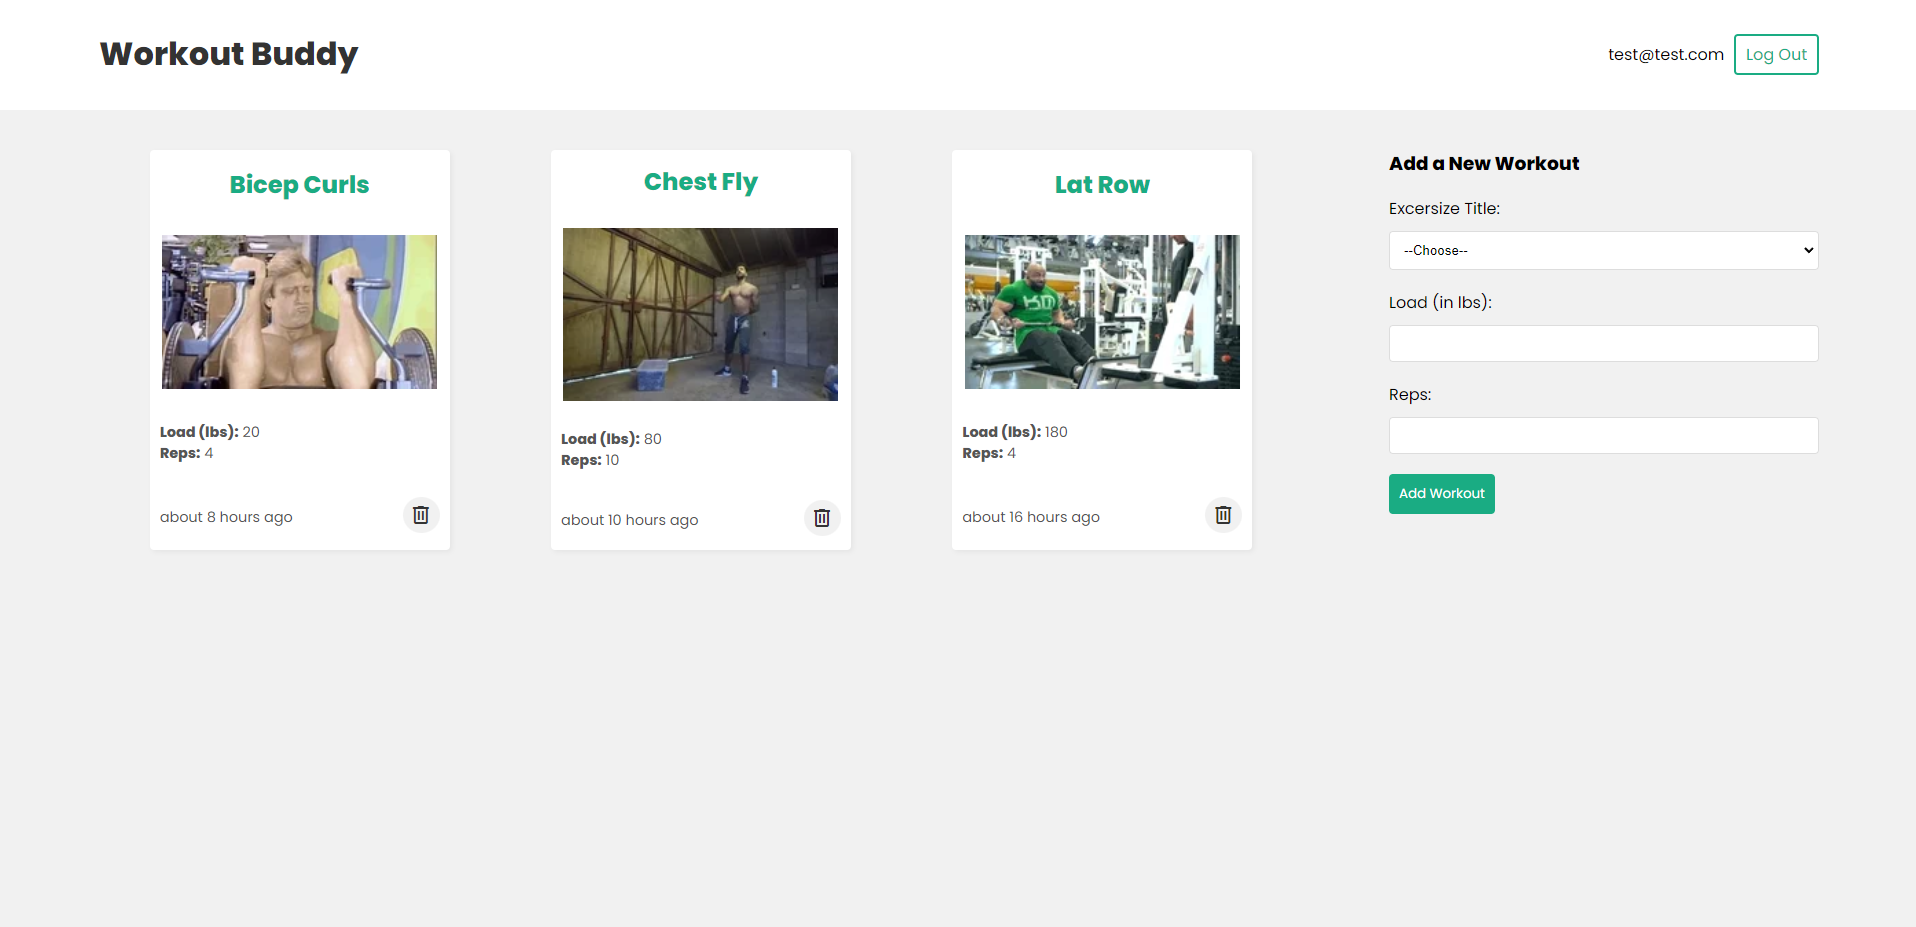 Workout Buddy
test@test.com
Log Out
Bicep Curls
Load (lbs): 20
Reps: 4
about 8 hours ago
Chest Fly
Load (lbs): 80
Reps: 10
about 10 hours ago
Lat Row
KM
Load (lbs): 180
Reps: 4
about 16 hours ago
Add a New Workout
Excersize Title:
--Choose--
Load (in lbs):
Reps:
Add Workout